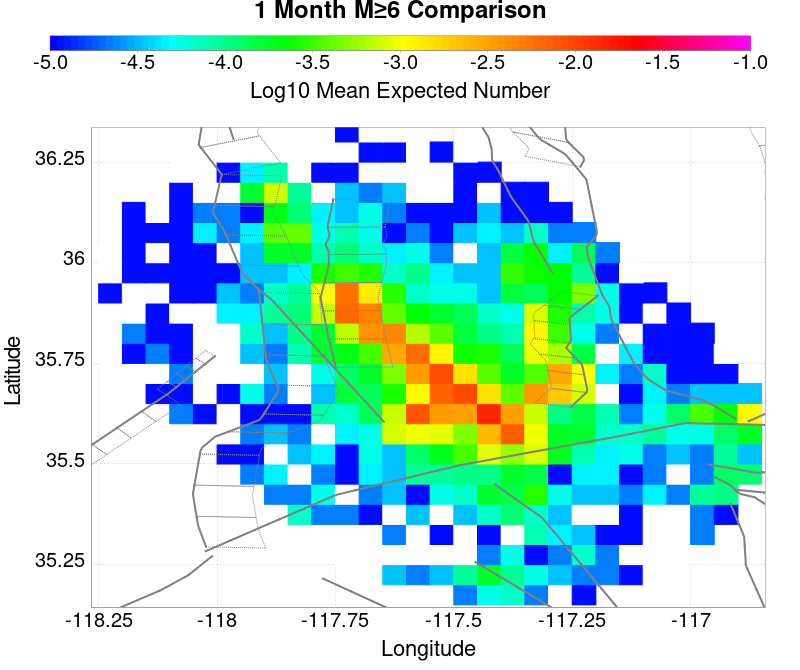 1 Month M≥6 Comparison
-5.0 -4.5 -4.0 -3.5 -3.0 -2.5 -2.0 -1.5 -1.0
Log10 Mean Expected Number
36.25
36
35.75
35.5
35.25
Latitude
-118.25 -118 -117.75 -117.5 -117.25 -117
Longitude